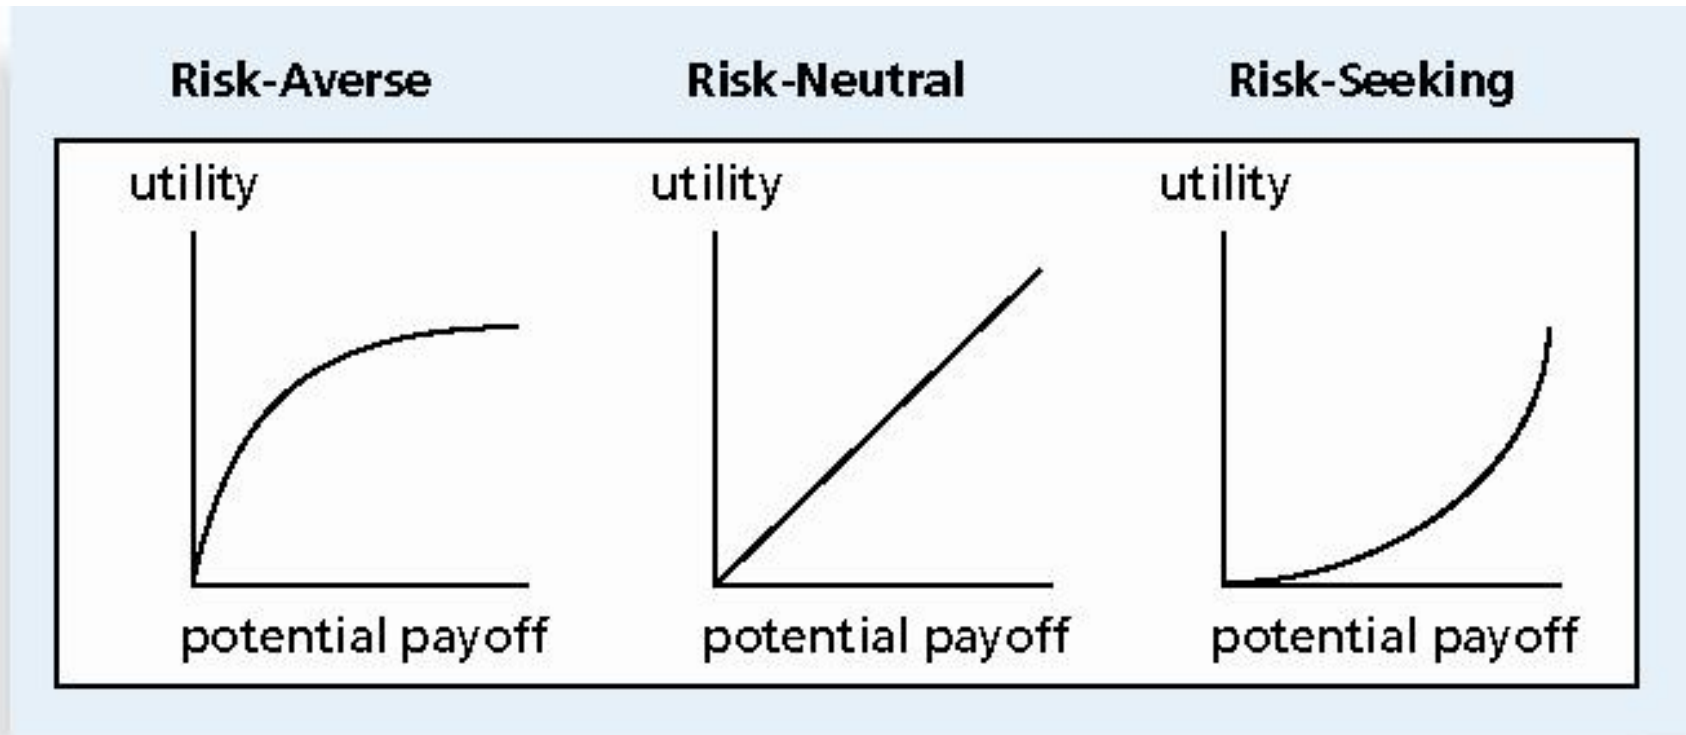 Risk-Averse Risk-Neutral Risk-Seeking
utility utility utility
potential payoff potential payoff potential payoff